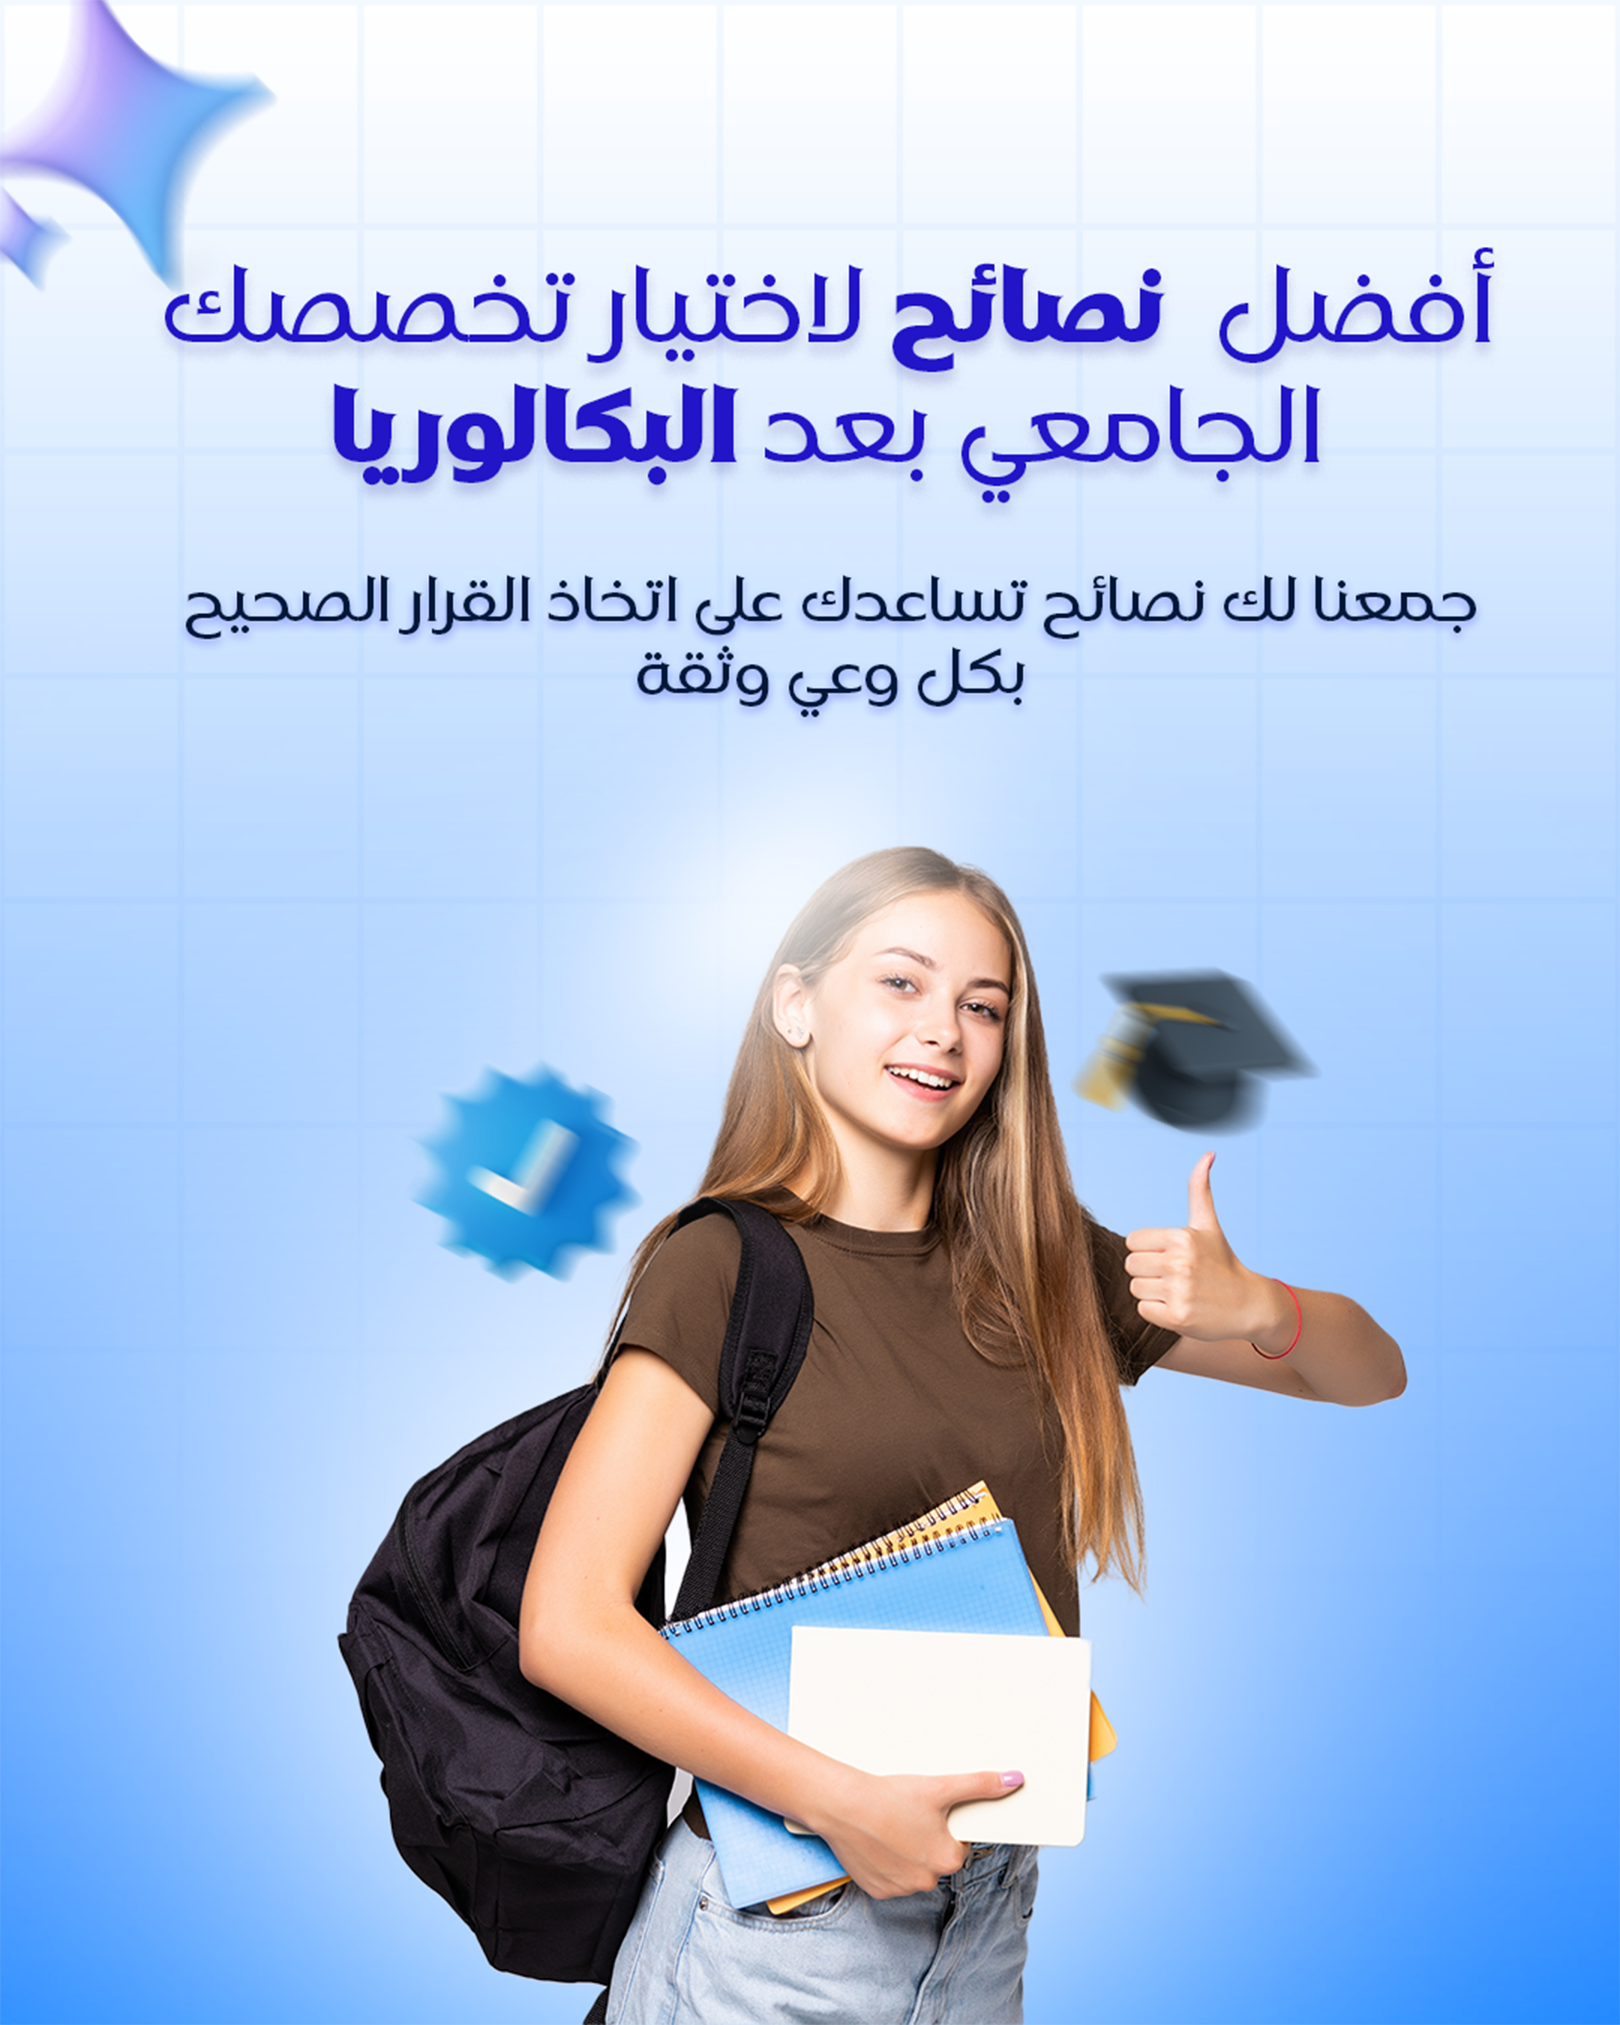 أفضل نصائح لاختيار تخصصك
الجامعي بعد البكالوريا
جمعنا لك نصائح تساعدك على اتخاذ القرار الصحيح
بكل وعي وثقة